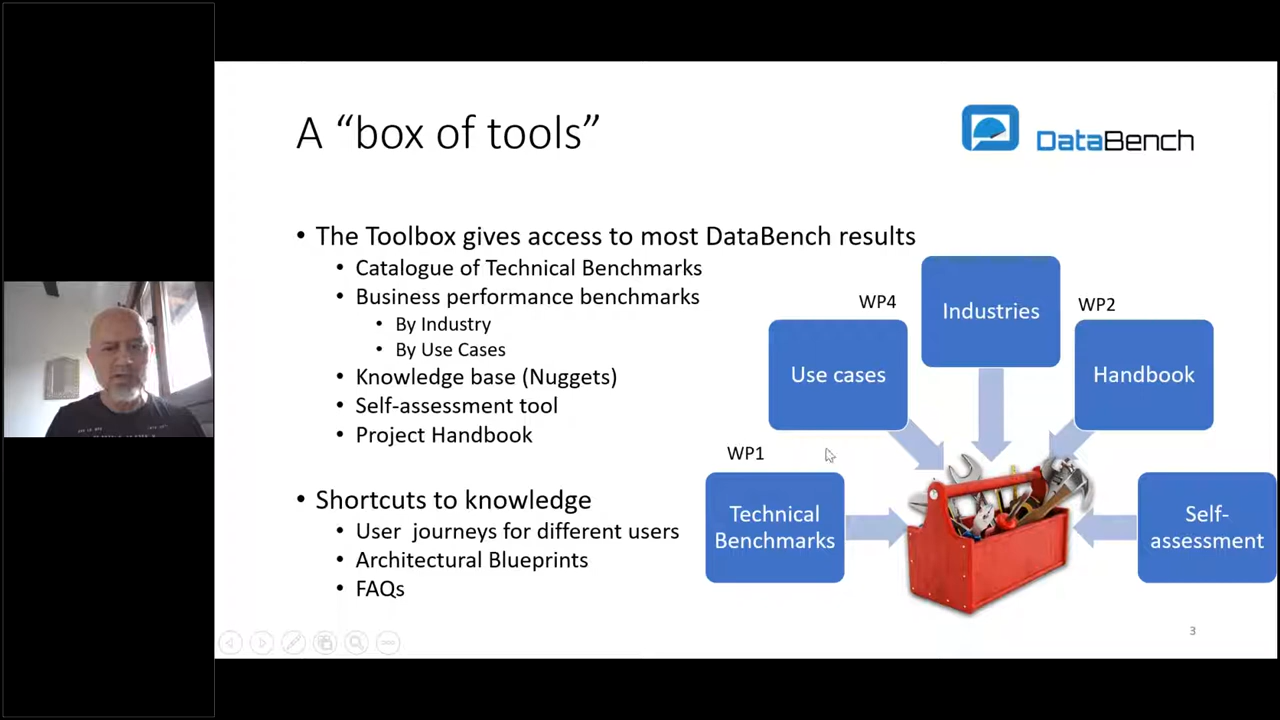 A “box of tools”
DataBench
• The Toolbox gives access to most DataBench results
• Catalogue of Technical Benchmarks
• Business performance benchmarks
• By Industry
• By Use Cases
• Knowledge base (Nuggets)
• Self-assessment tool
• Project Handbook
• Shortcuts to knowledge
• User  journeys for different users
• Architectural Blueprints
• FAQs
WP4
Industries
WP2
Use cases
Handbook
WP1
Technical
Benchmarks
Self-
assessment
3